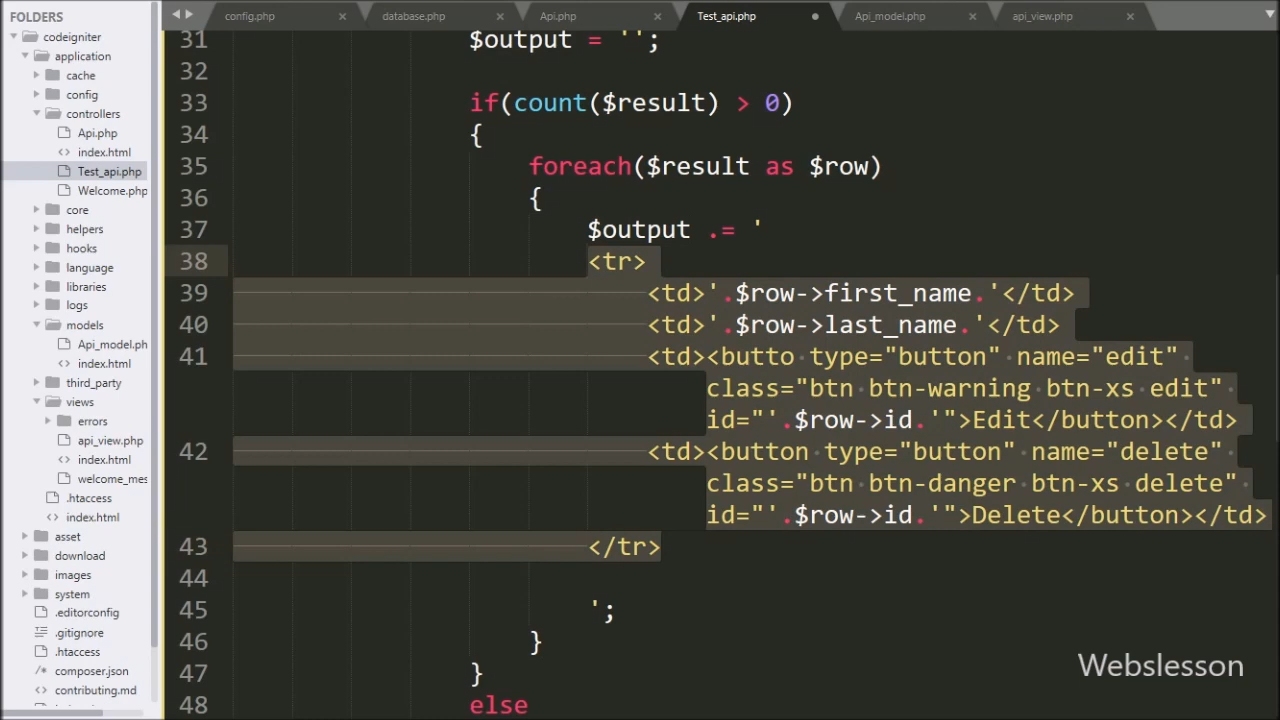 FOLDERS
codeigniter
application
cache
config
controllers
Api.php
<> index.html
Test_api.php
Welcome.php
core
helpers
hooks
language
libraries
logs
models
Api_model.ph
<> index.html
third_party
views
errors
api_view.php
<> index.html
welcome_mes
.htaccess
<> index.html
asset
download
images
system
.editorconfig
.gitignore
.htaccess
composer.json
contributing.md
config.php × database.php × Api.php × Test_api.php Api_model.php × api_view.php ×
31 $output = '';
32
33 if(count($result) > 0)
34 {
35 foreach($result as $row)
36 {
37 $output .= '
38 <tr>
39 <td>'.$row->first_name.'</td>
40 <td>'.$row->last_name.'</td>
41 <td><butto type="button" name="edit"
class="btn btn-warning btn-xs edit"
id="'.$row->id.'">Edit</button></td>
42 <td><button type="button" name="delete"
class="btn btn-danger btn-xs delete"
id="'.$row->id.'">Delete</button></td>
43 </tr>
44
45 ';
46 }
47 }
48 else
Webslesson